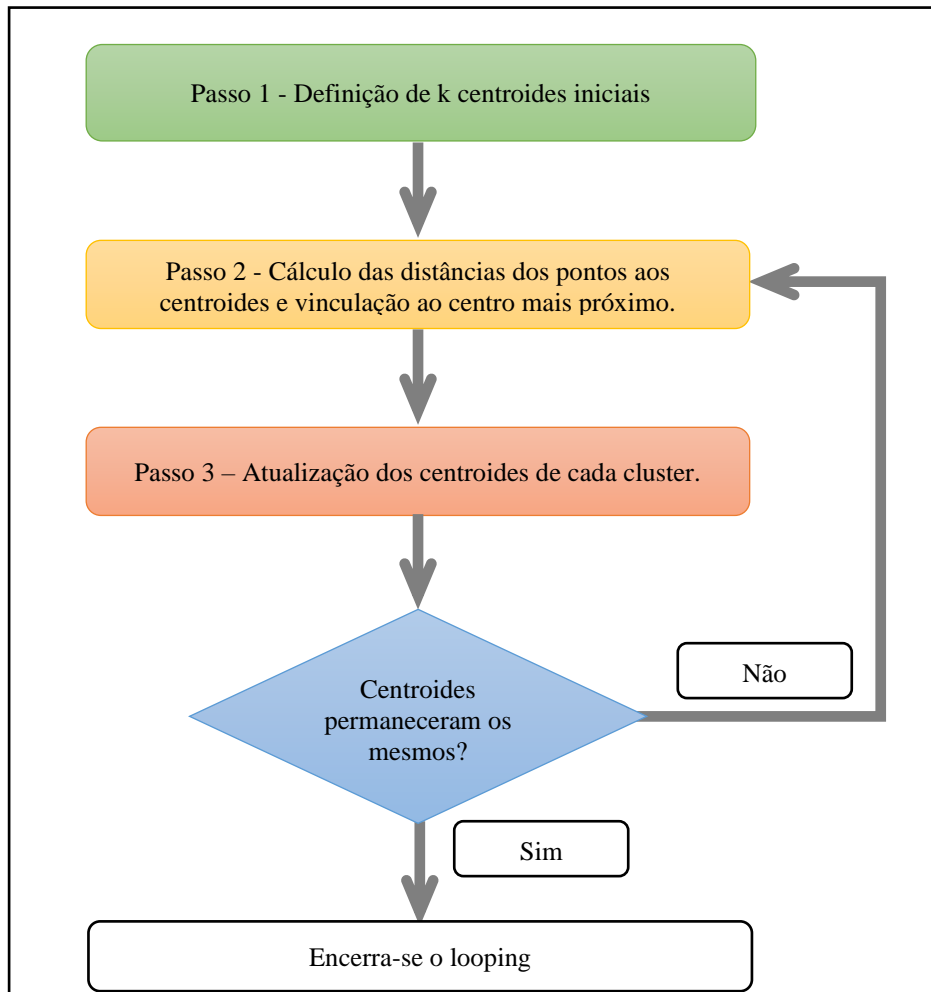 Passo 1 - Definição de k centroides iniciais
Passo 2 - Cálculo das distâncias dos pontos aos
centroides e vinculação ao centro mais próximo.
Passo 3 – Atualização dos centroides de cada cluster.
Centroides
permaneceram os
mesmos?
Não
Sim
Encerra-se o looping